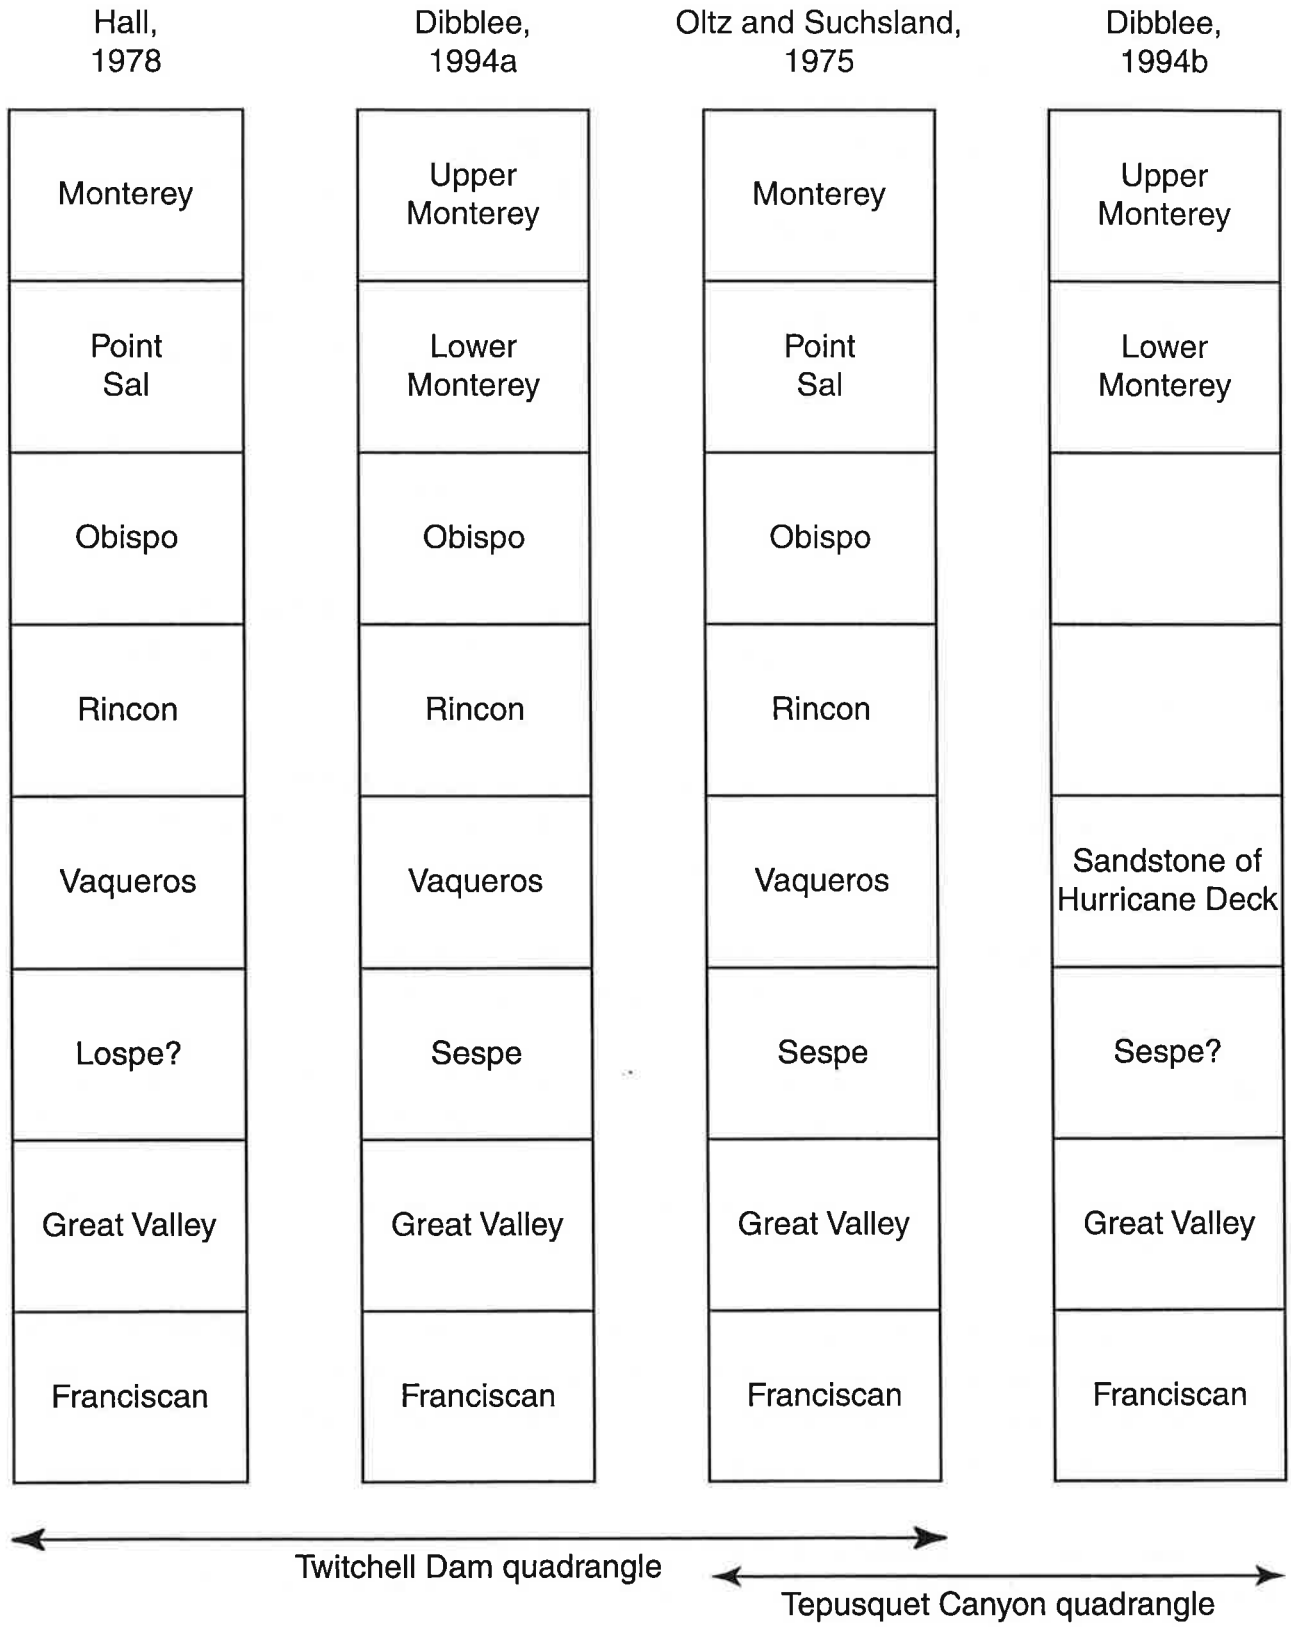 Hall,
1978
Dibblee,
1994a
Oltz and Suchsland,
1975
Dibblee,
1994b
Monterey
Upper
Monterey
Monterey
Upper
Monterey
Point
Sal
Lower
Monterey
Point
Sal
Lower
Monterey
Obispo
Obispo
Obispo
Rincon
Rincon
Rincon
Vaqueros
Vaqueros
Vaqueros
Sandstone of
Hurricane Deck
Lospe?
Sespe
Sespe
Sespe?
Great Valley
Great Valley
Great Valley
Great Valley
Franciscan
Franciscan
Franciscan
Franciscan
Twitchell Dam quadrangle
Tepusquet Canyon quadrangle